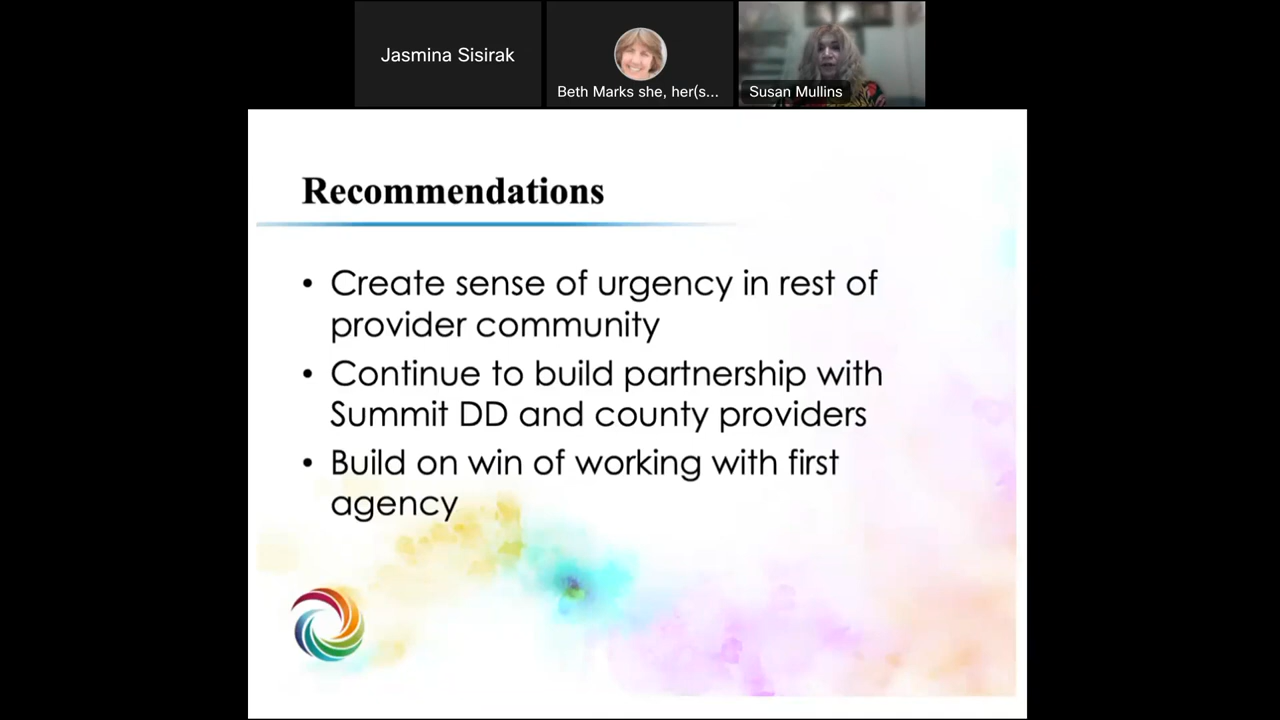 Jasmina Sisirak
Beth Marks she, her(s...
Susan Mullins
Recommendations
• Create sense of urgency in rest of
provider community
• Continue to build partnership with
Summit DD and county providers
• Build on win of working with first
agency